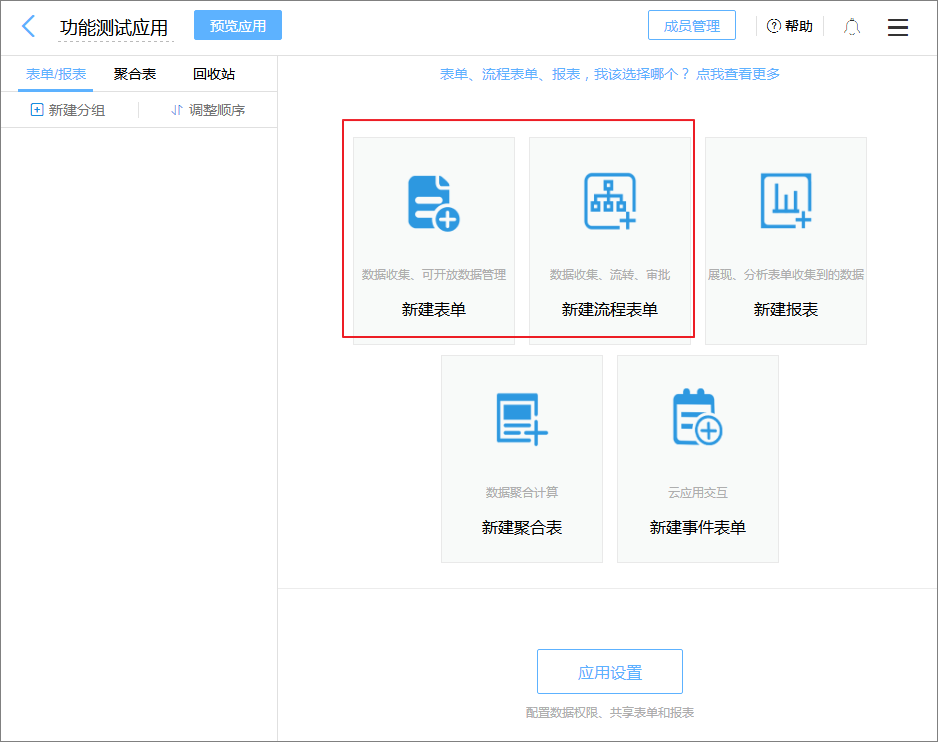 功能测试应用
预览应用
成员管理
帮助
表单/报表
聚合表
回收站
新建分组
调整顺序
表单、流程表单、报表，我该选择哪个？ 点我查看更多
数据收集、可开放数据管理
新建表单
数据收集、流转、审批
新建流程表单
展现、分析表单收集到的数据
新建报表
数据聚合计算
新建聚合表
云应用交互
新建事件表单
应用设置
配置数据权限、共享表单和报表